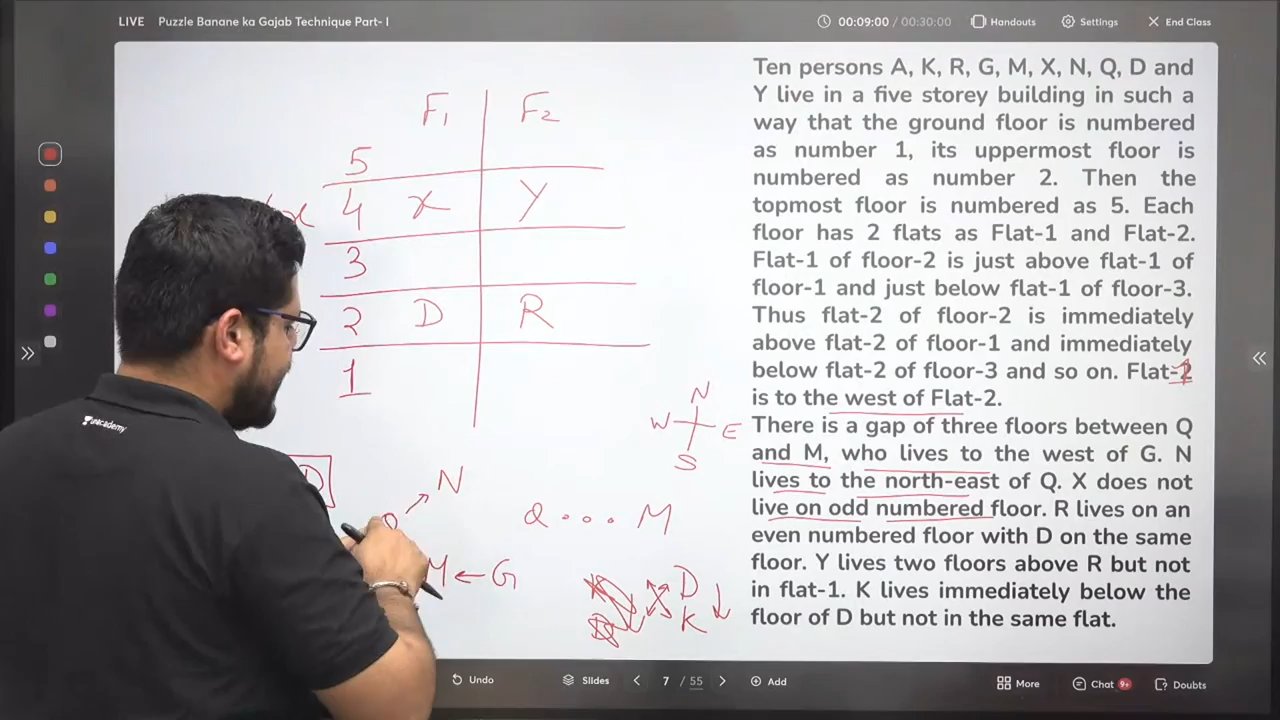 LIVE Puzzle Banane ka Gajab Technique Part- I 00:09:00 / 00:30:00 Handouts Settings End Class
F1 F2
5
4 X Y
3
2 D R
1
N
W E
S
N
Q . . . M
M ← G
D
K
unacademy
Ten persons A, K, R, G, M, X, N, Q, D and
Y live in a five storey building in such a
way that the ground floor is numbered
as number 1, its uppermost floor is
numbered as number 2. Then the
topmost floor is numbered as 5. Each
floor has 2 flats as Flat-1 and Flat-2.
Flat-1 of floor-2 is just above flat-1 of
floor-1 and just below flat-1 of floor-3.
Thus flat-2 of floor-2 is immediately
above flat-2 of floor-1 and immediately
below flat-2 of floor-3 and so on. Flat-1
is to the west of Flat-2.
There is a gap of three floors between Q
and M, who lives to the west of G. N
lives to the north-east of Q. X does not
live on odd numbered floor. R lives on an
even numbered floor with D on the same
floor. Y lives two floors above R but not
in flat-1. K lives immediately below the
floor of D but not in the same flat.
Undo Slides 7 / 55 Add More Chat 9+ Doubts